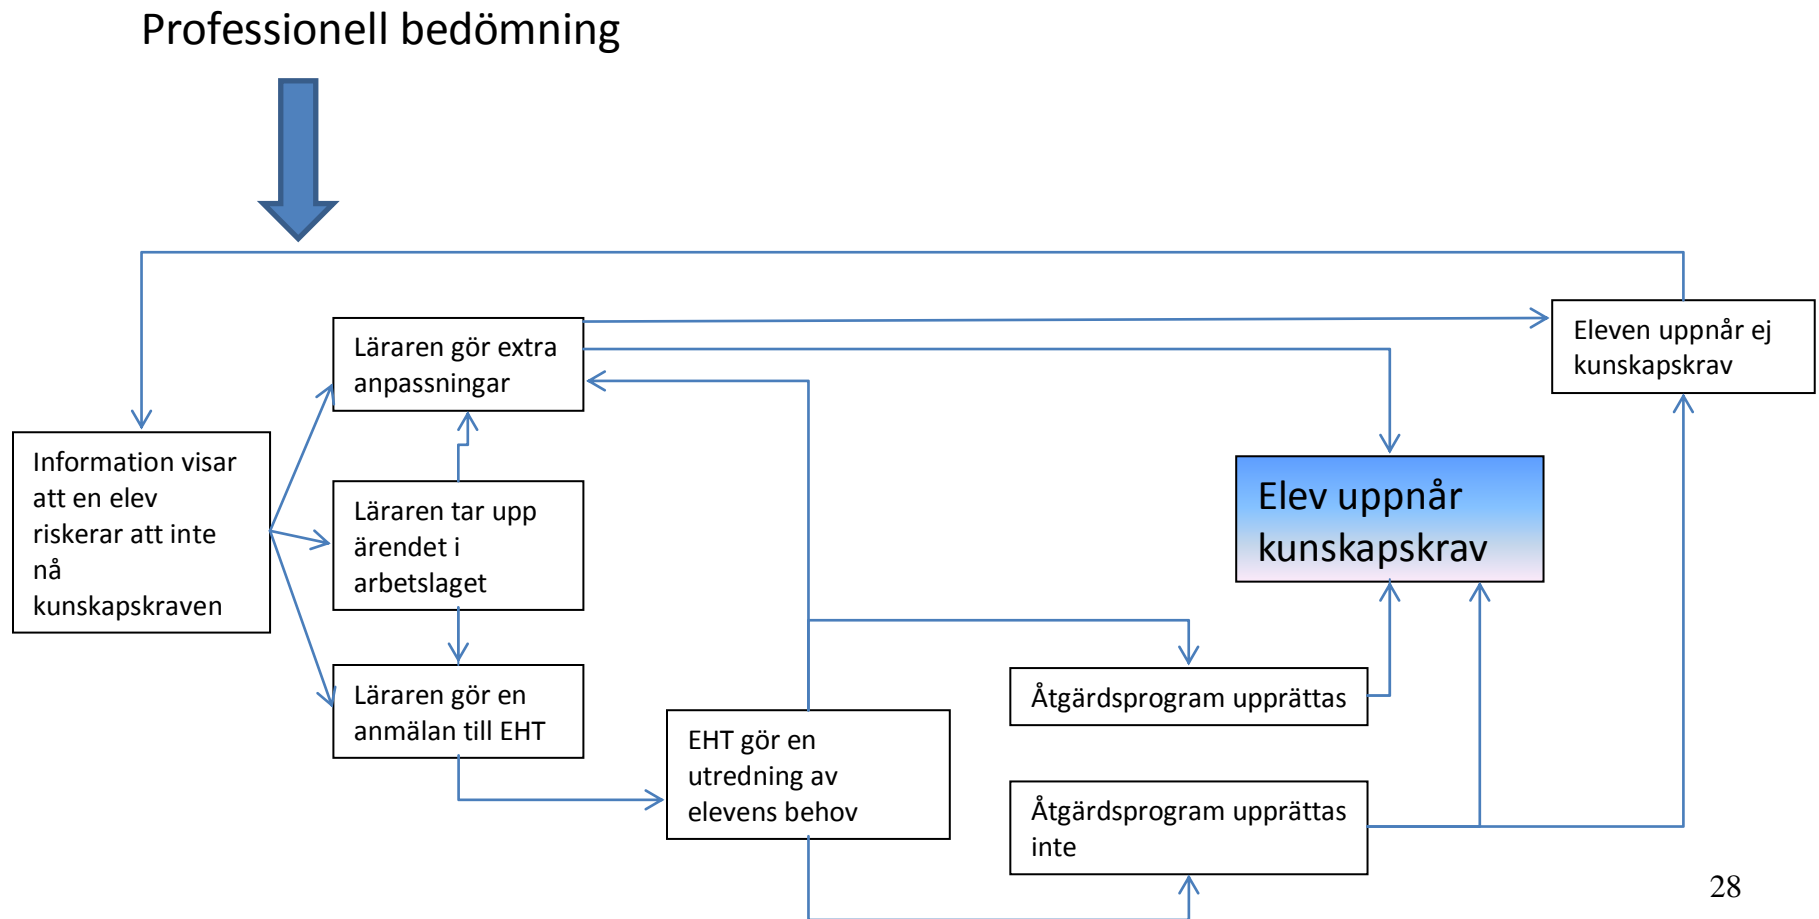 Professionell bedömning
Läraren gör extra
anpassningar
Eleven uppnår ej
kunskapskrav
Information visar
att en elev
riskerar att inte
nå
kunskapskraven
Läraren tar upp
ärendet i
arbetslaget
Elev uppnår
kunskapskrav
Läraren gör en
anmälan till EHT
EHT gör en
utredning av
elevens behov
Åtgärdsprogram upprättas
Åtgärdsprogram upprättas
inte
28